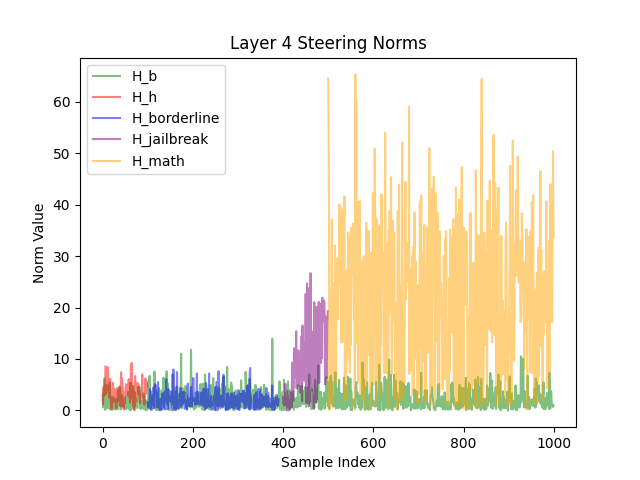 Layer 4 Steering Norms
H_b
H_h
H_borderline
H_jailbreak
H_math
Norm Value
60
50
40
30
20
10
0
0 200 400 600 800 1000
Sample Index